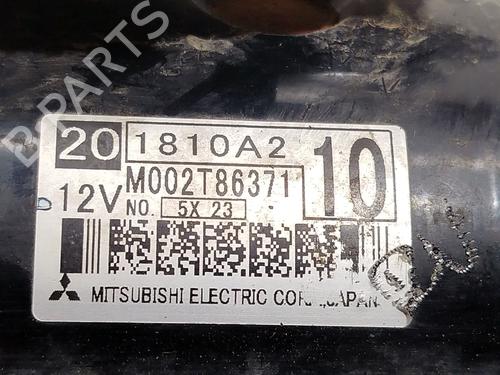 B-PARTS
20 1810A2 10
12V M002T86371
NO. 5X 23
MITSUBISHI ELECTRIC CORP. JAPAN